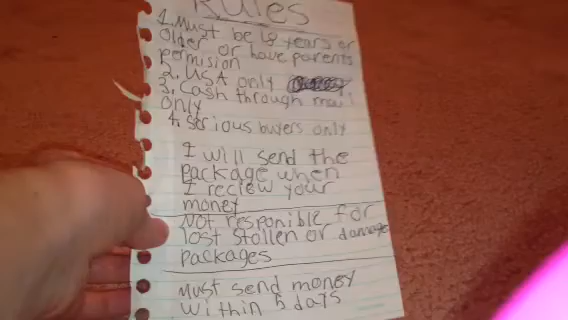 Rules
1. Must be 18 years or
older or have parents
permision
2. USA only
3. Cash through mail
only
4. serious buyers only
I will send the
package when
I reciew your
money
Not responible for
lost stollen or damage
packages
Must send money
within 5 days